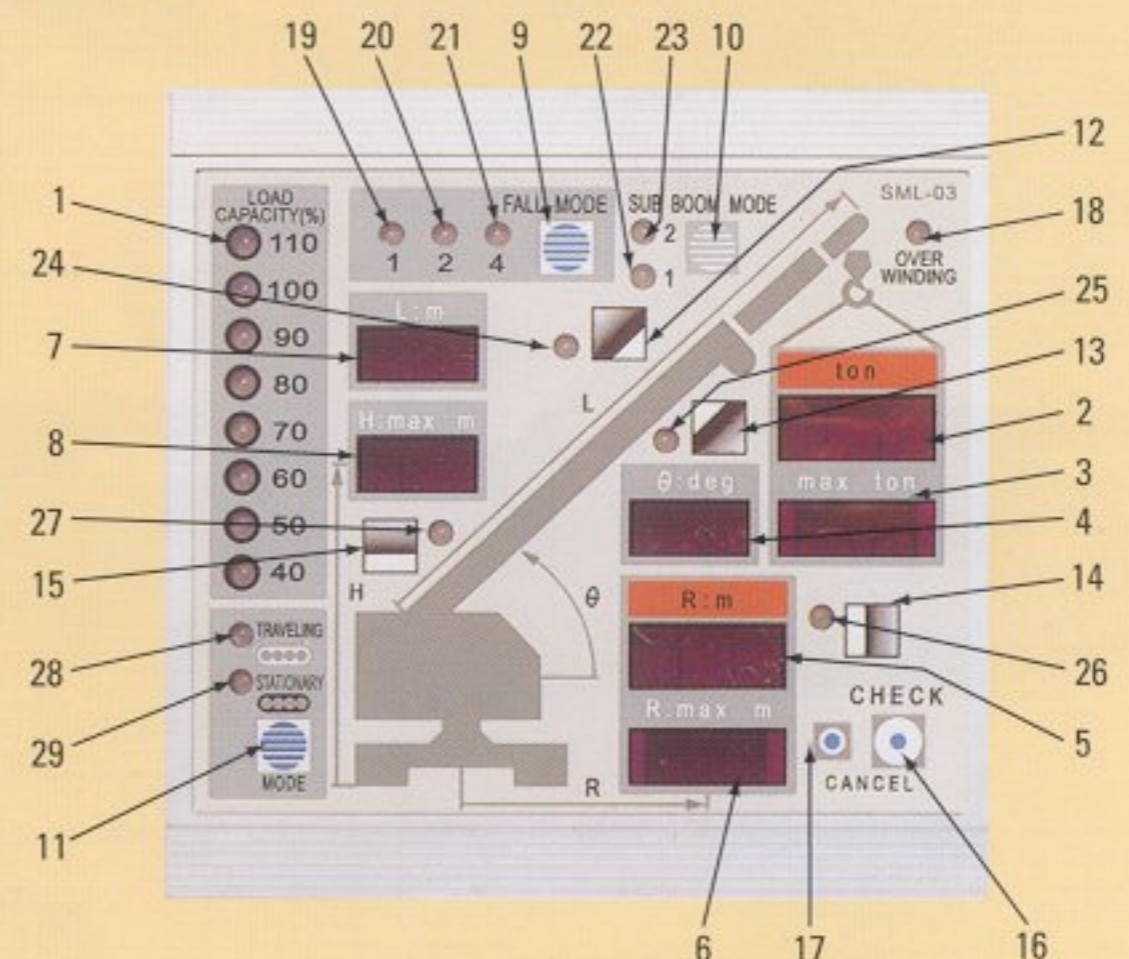 19 20 21 9 22 23 10
12
1
24
7
8
27
15
28
29
11
18
25
13
2
3
4
14
26
5
6 17 16
LOAD
CAPACITY(%)
110
100
90
80
70
60
50
40
TRAVELING
STATIONARY
MODE
FALL MODE
1 2 4
SUB BOOM MODE
2
1
SML-03
OVER
WINDING
L:m
H:max m
L
H
θ
R
ton
max ton
θ:deg
R:m
R:max m
CHECK
CANCEL